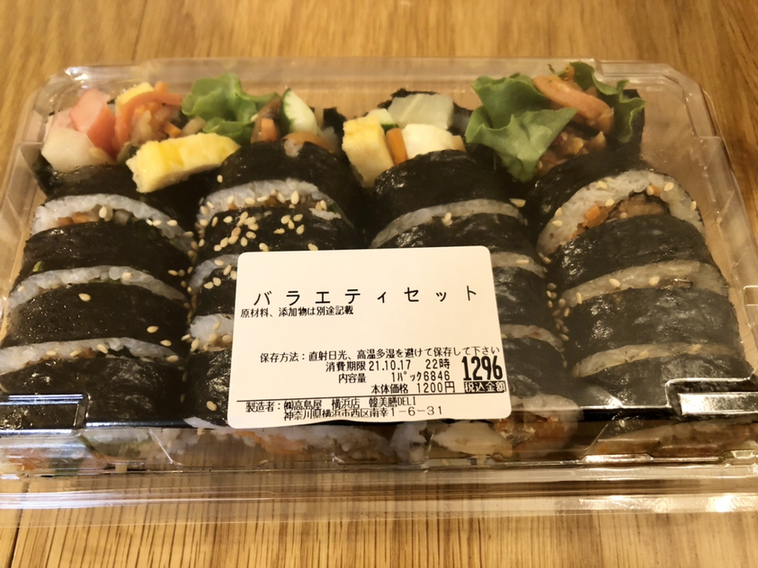 バラエティセット
原材料、添加物は別途記載
保存方法：直射日光、高温多湿を避けて保存して下さい
消費期限 21.10.17 22時
内容量 1パック6846
本体価格 1200円
1296
税込金額
製造者：㈱高島屋 横浜店 韓美膳DELI
神奈川県横浜市西区南幸1-6-31